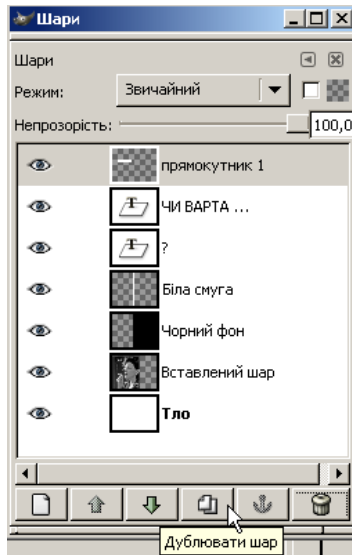 Шари
Шари
Режим: Звичайний
Непрозорість: 100,0
прямокутник 1
ЧИ ВАРТА ...
?
Біла смуга
Чорний фон
Вставлений шар
Тло
Дублювати шар